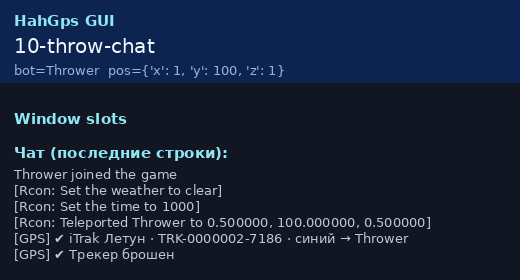 HahGps GUI
10-throw-chat
bot=Thrower  pos={'x': 1, 'y': 100, 'z': 1}
Window slots
Чат (последние строки):
Thrower joined the game
[Rcon: Set the weather to clear]
[Rcon: Set the time to 1000]
[Rcon: Teleported Thrower to 0.500000, 100.000000, 0.500000]
[GPS] ✔ iTrak Летун · TRK-0000002-7186 · синий → Thrower
[GPS] ✔ Трекер брошен